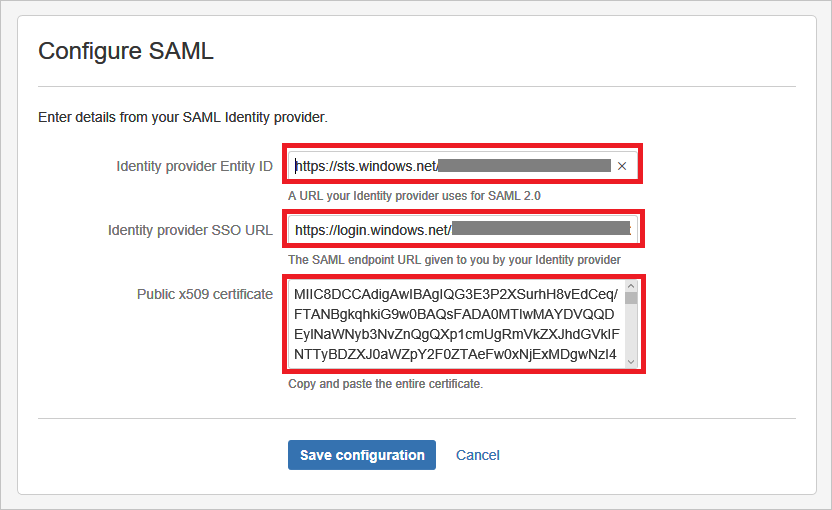 Configure SAML
Enter details from your SAML Identity provider.
Identity provider Entity ID
https://sts.windows.net/
A URL your Identity provider uses for SAML 2.0
Identity provider SSO URL
https://login.windows.net/
The SAML endpoint URL given to you by your Identity provider
Public x509 certificate
MIIC8DCCAdigAwIBAgIQG3E3P2XSurhH8vEdCeq/
FTANBgkqhkiG9w0BAQsFADA0MTIwMAYDVQQD
EylNaWNyb3NvZnQgQXp1cmUgRmVkZXJhdGVkIF
NTTyBDZXJ0aWZpY2F0ZTAeFw0xNjExMDgwNzI4
Copy and paste the entire certificate.
Save configuration
Cancel